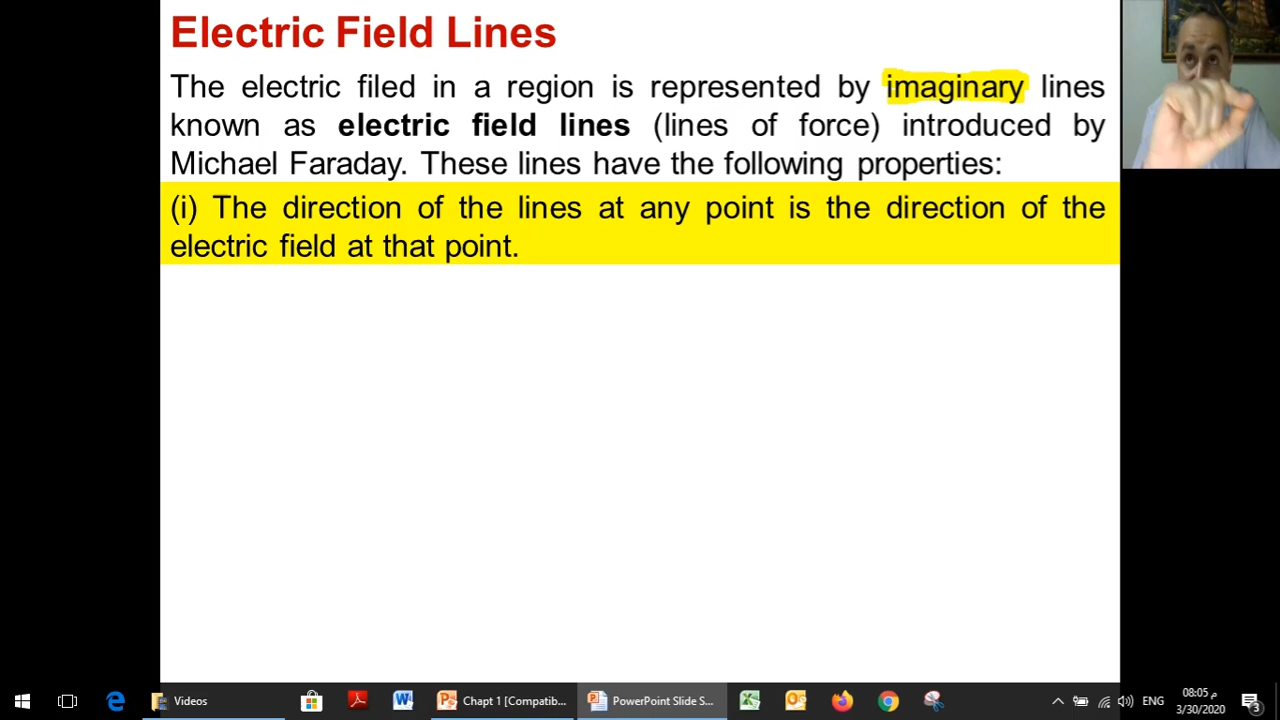 Electric Field Lines
The electric filed in a region is represented by imaginary lines
known as electric field lines (lines of force) introduced by
Michael Faraday. These lines have the following properties:
(i) The direction of the lines at any point is the direction of the
electric field at that point.
Videos
Chapt 1 [Compatib...
PowerPoint Slide S...
ENG
08:05 م
3/30/2020
3